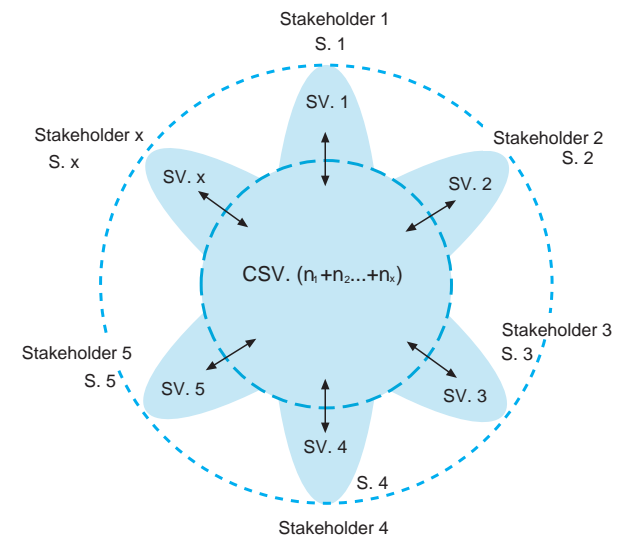 Stakeholder 1
S. 1
SV. 1
Stakeholder x
S. x
SV. x
Stakeholder 2
S. 2
SV. 2
CSV. (n₁+n₂...+nₓ)
Stakeholder 3
S. 3
SV. 3
Stakeholder 5
S. 5
SV. 5
SV. 4
S. 4
Stakeholder 4